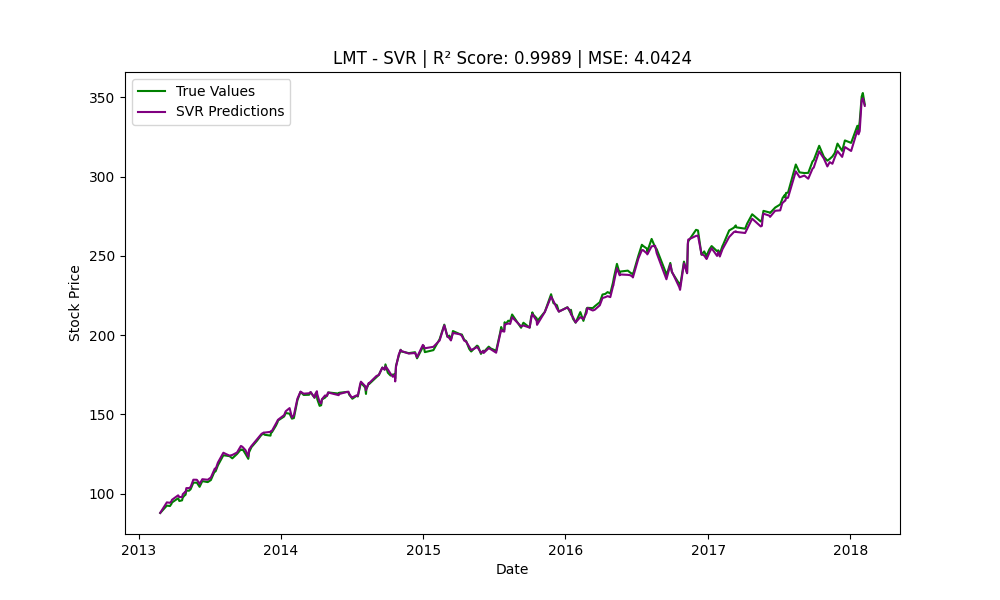 LMT - SVR | R² Score: 0.9989 | MSE: 4.0424
True Values
SVR Predictions
Stock Price
350
300
250
200
150
100
2013 2014 2015 2016 2017 2018
Date